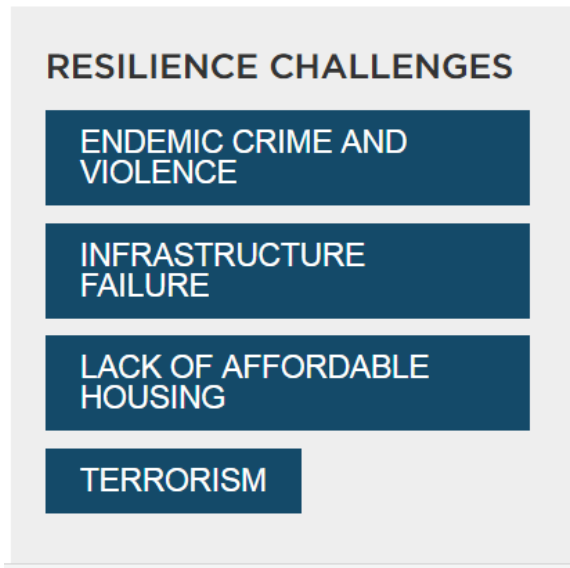 RESILIENCE CHALLENGES
ENDEMIC CRIME AND
VIOLENCE
INFRASTRUCTURE
FAILURE
LACK OF AFFORDABLE
HOUSING
TERRORISM